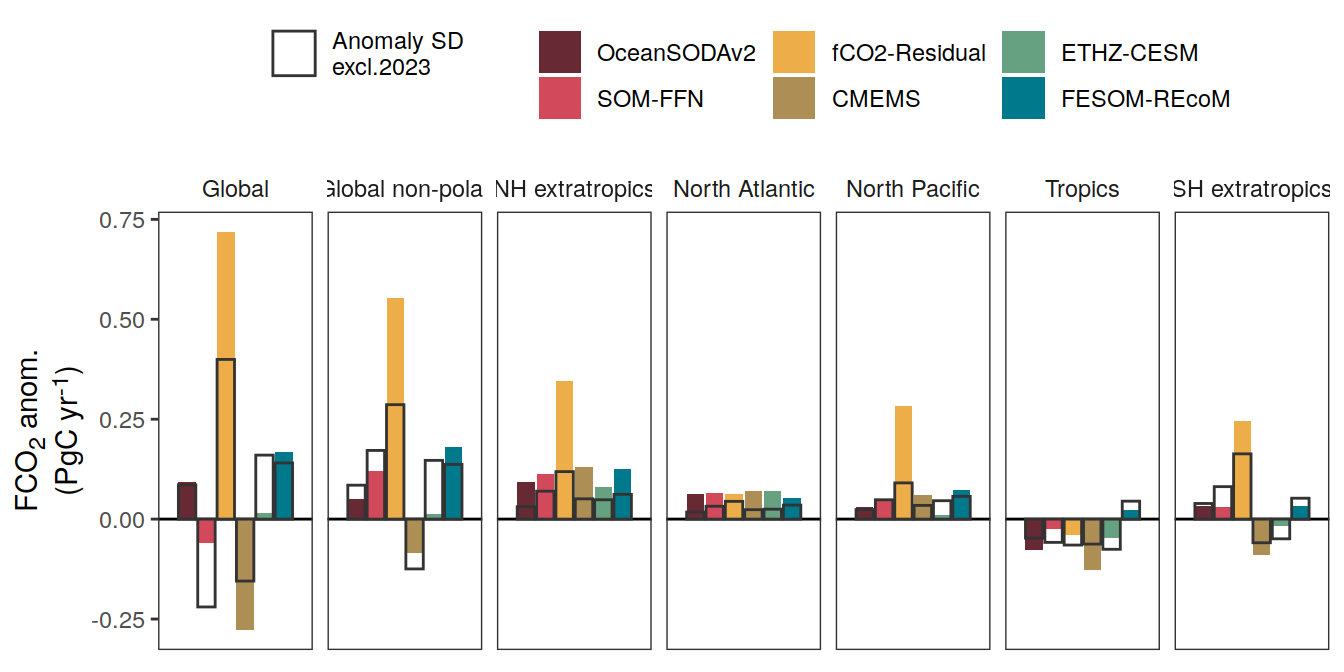 Anomaly SD
excl.2023
OceanSODAv2
fCO2-Residual
ETHZ-CESM
SOM-FFN
CMEMS
FESOM-REcoM
Global
Global non-pola
NH extratropics
North Atlantic
North Pacific
Tropics
SH extratropics
0.75
0.50
0.25
0.00
-0.25
FCO₂ anom.
(PgC yr⁻¹)